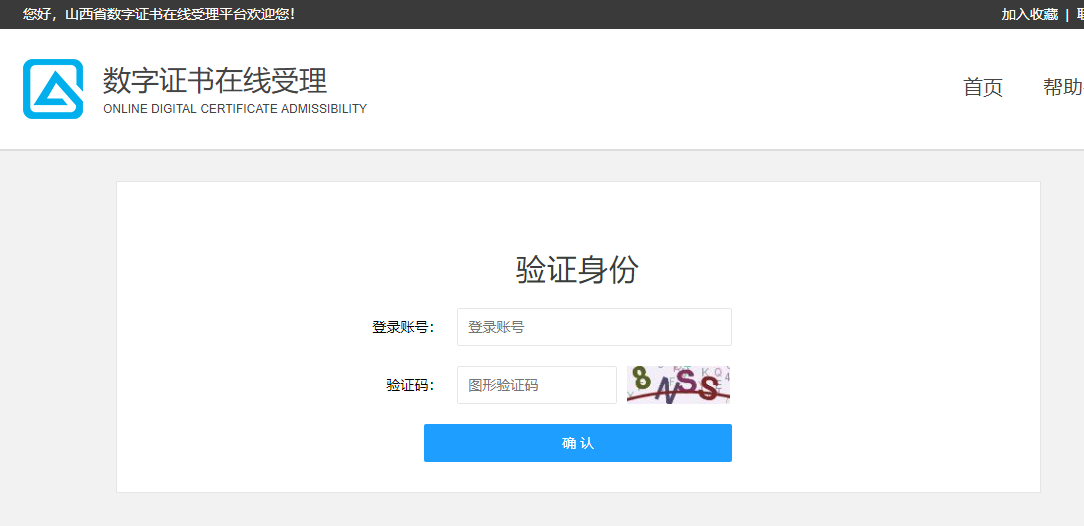 您好，山西省数字证书在线受理平台欢迎您！
加入收藏 |
数字证书在线受理
ONLINE DIGITAL CERTIFICATE ADMISSIBILITY
首页
帮助
验证身份
登录账号：
登录账号
验证码：
图形验证码
8NSS
确 认